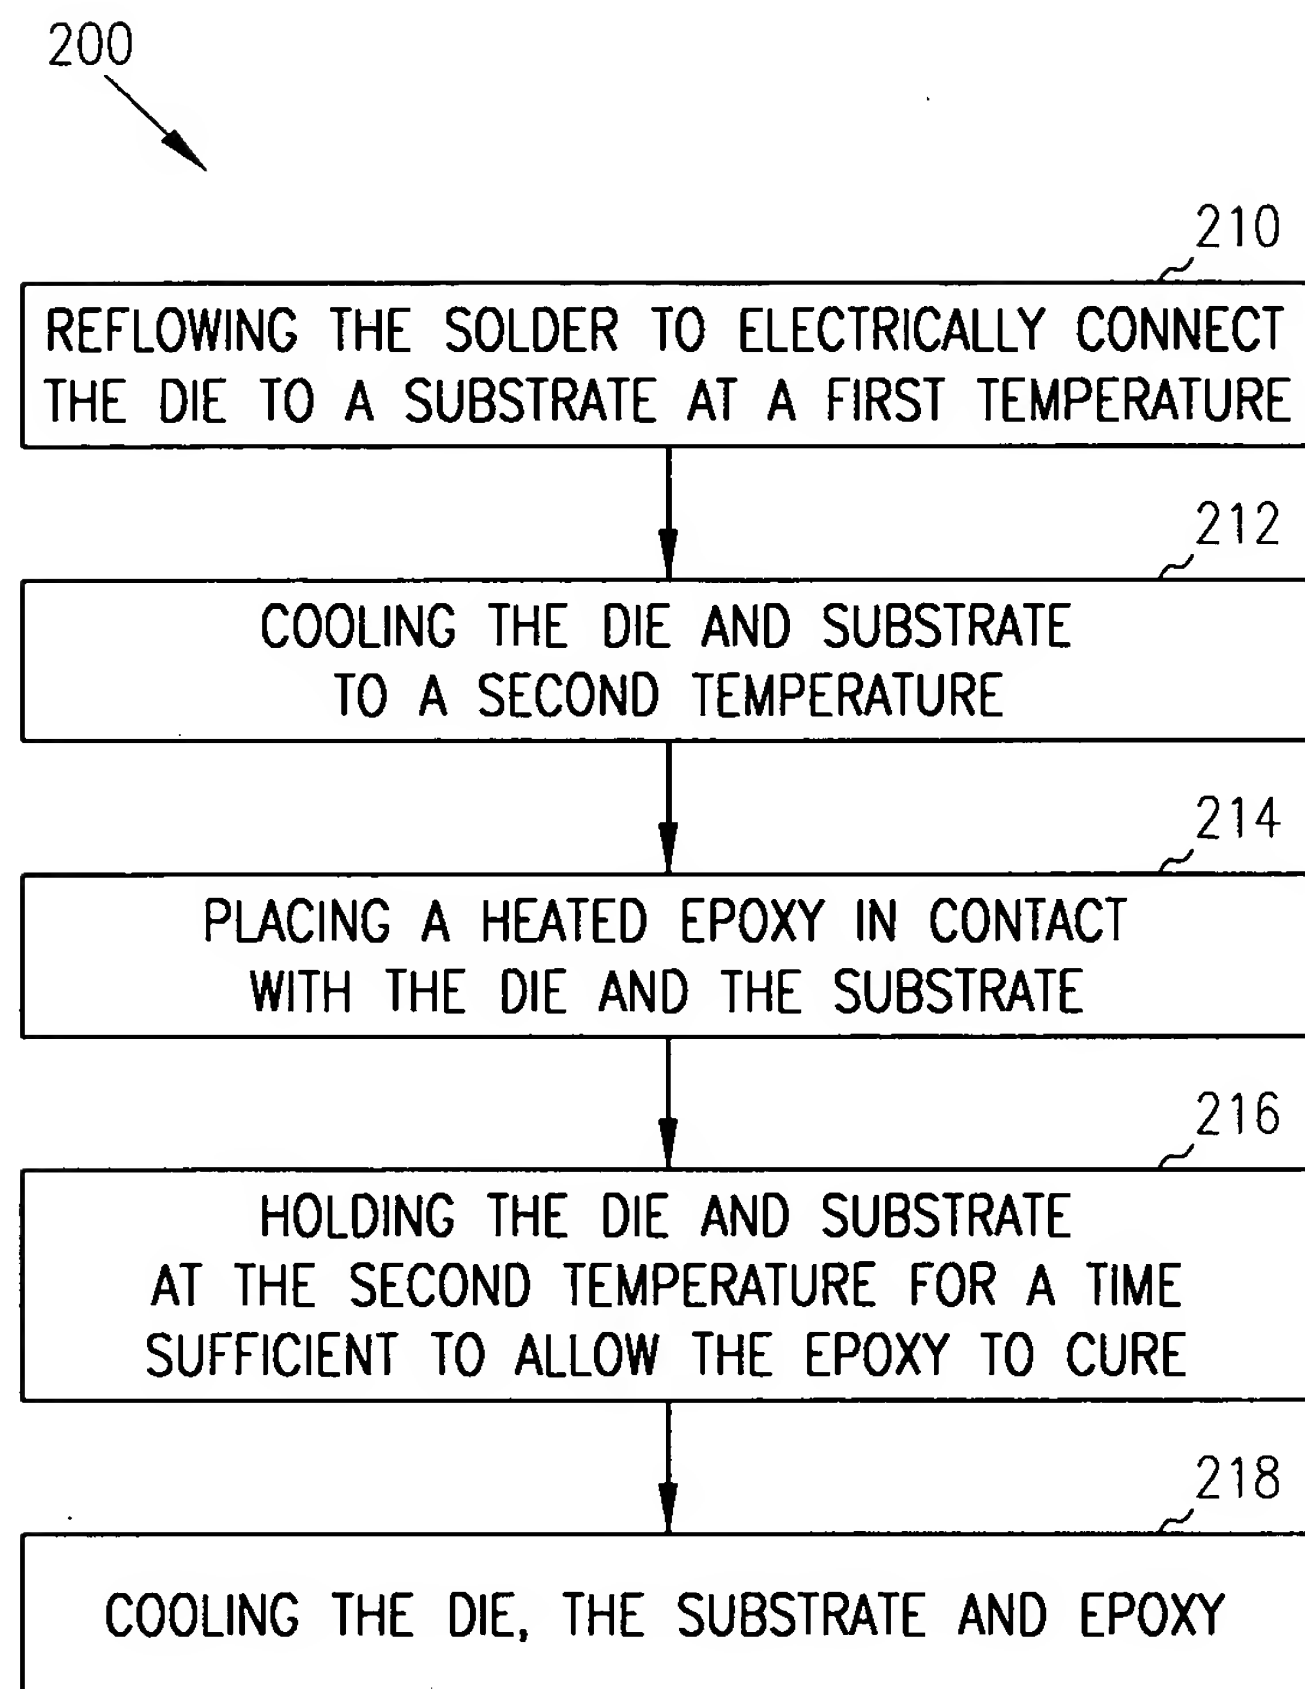 200
210
REFLOWING THE SOLDER TO ELECTRICALLY CONNECT
THE DIE TO A SUBSTRATE AT A FIRST TEMPERATURE
212
COOLING THE DIE AND SUBSTRATE
TO A SECOND TEMPERATURE
214
PLACING A HEATED EPOXY IN CONTACT
WITH THE DIE AND THE SUBSTRATE
216
HOLDING THE DIE AND SUBSTRATE
AT THE SECOND TEMPERATURE FOR A TIME
SUFFICIENT TO ALLOW THE EPOXY TO CURE
218
COOLING THE DIE, THE SUBSTRATE AND EPOXY